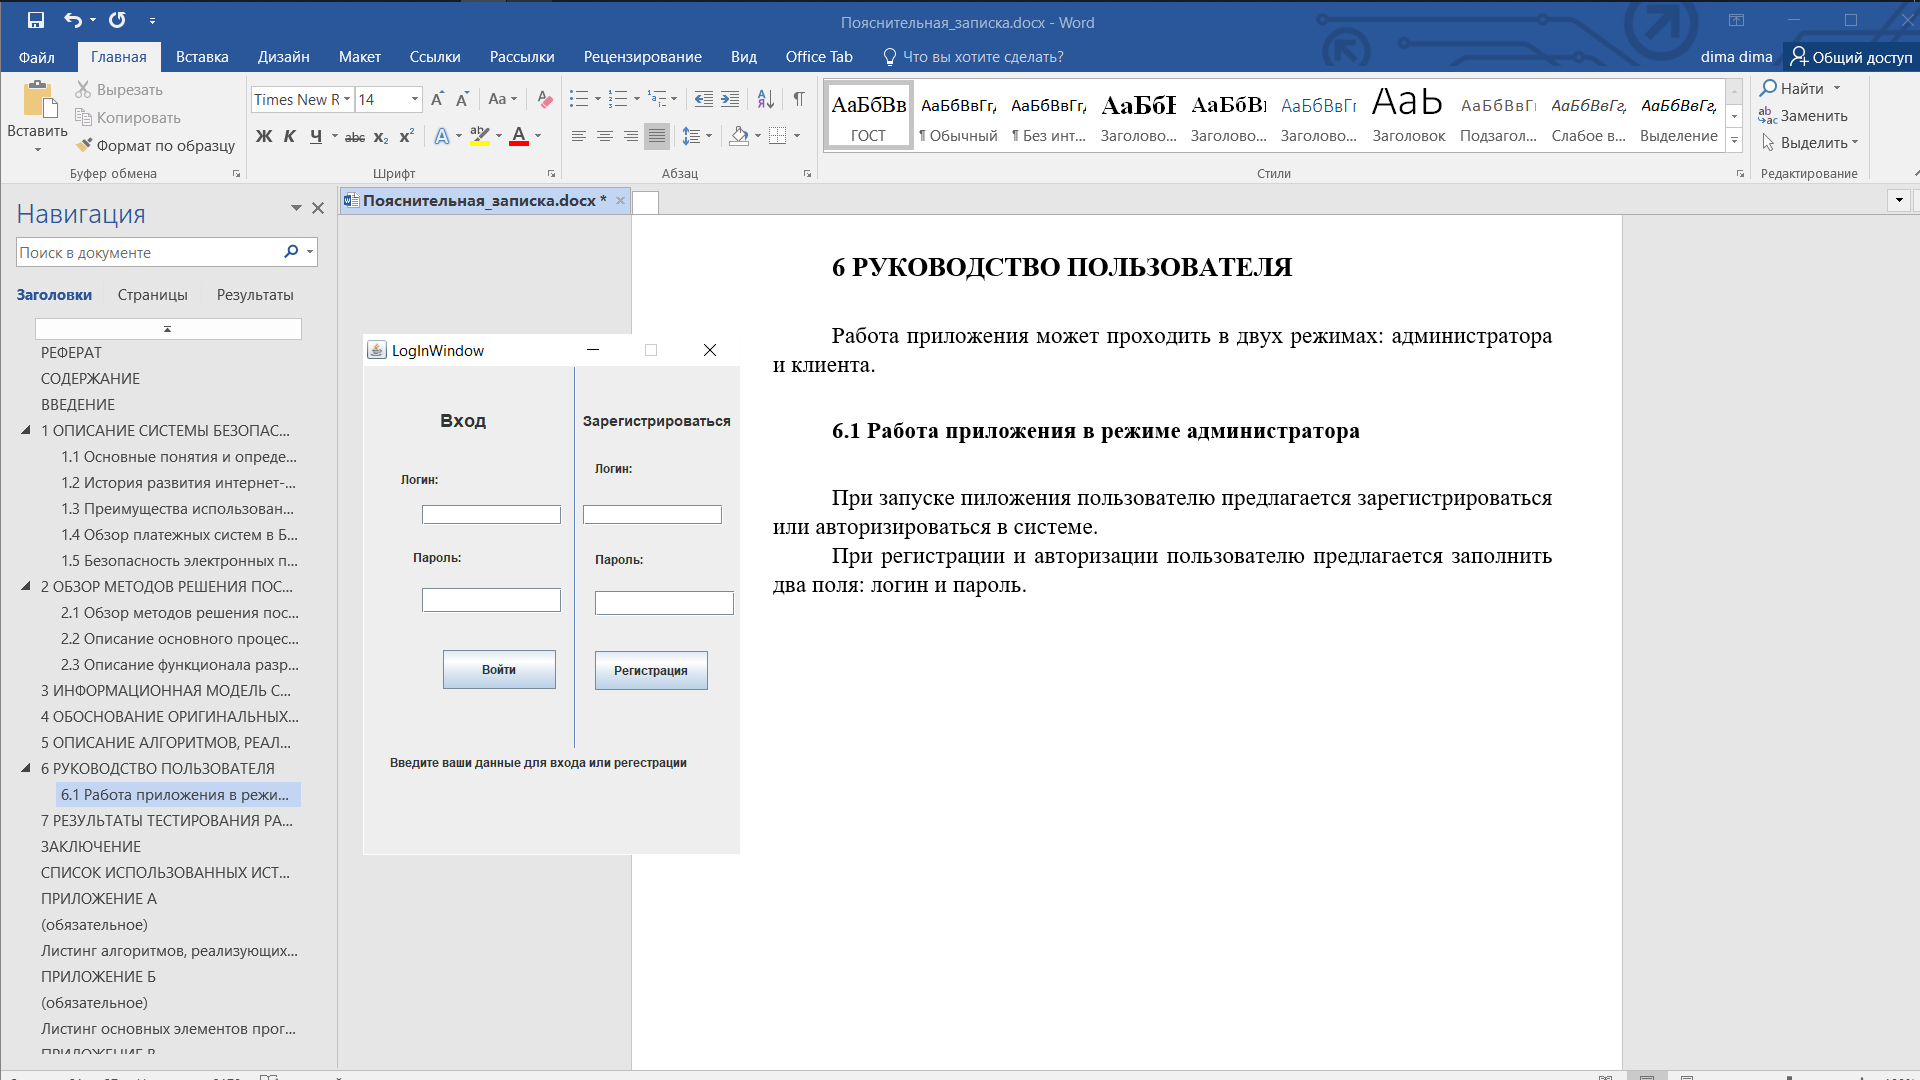 Пояснительная_записка.docx - Word
Файл Главная Вставка Дизайн Макет Ссылки Рассылки Рецензирование Вид Office Tab Что вы хотите сделать? dima dima Общий доступ
Вставить
Вырезать
Копировать
Формат по образцу
Буфер обмена
Times New R 14
Шрифт
Абзац
АаБбВв АаБбВвГг, АаБбВвГг, АаБбІ АаБбВ АаБбВвГг АаЬ АаБбВвГг АаБбВвГг, АаБбВвГг,
ГОСТ ¶ Обычный ¶ Без инт... Заголово... Заголово... Заголово... Заголовок Подзагол... Слабое в... Выделение
Стили
Найти
Заменить
Выделить
Редактирование
Навигация
Поиск в документе
Заголовки Страницы Результаты
РЕФЕРАТ
СОДЕРЖАНИЕ
ВВЕДЕНИЕ
1 ОПИСАНИЕ СИСТЕМЫ БЕЗОПАС...
1.1 Основные понятия и опреде...
1.2 История развития интернет-...
1.3 Преимущества использован...
1.4 Обзор платежных систем в Б...
1.5 Безопасность электронных п...
2 ОБЗОР МЕТОДОВ РЕШЕНИЯ ПОС...
2.1 Обзор методов решения пос...
2.2 Описание основного процес...
2.3 Описание функционала разр...
3 ИНФОРМАЦИОННАЯ МОДЕЛЬ С...
4 ОБОСНОВАНИЕ ОРИГИНАЛЬНЫХ...
5 ОПИСАНИЕ АЛГОРИТМОВ, РЕАЛ...
6 РУКОВОДСТВО ПОЛЬЗОВАТЕЛЯ
6.1 Работа приложения в режи...
7 РЕЗУЛЬТАТЫ ТЕСТИРОВАНИЯ РА...
ЗАКЛЮЧЕНИЕ
СПИСОК ИСПОЛЬЗОВАННЫХ ИСТ...
ПРИЛОЖЕНИЕ А
(обязательное)
Листинг алгоритмов, реализующих...
ПРИЛОЖЕНИЕ Б
(обязательное)
Листинг основных элементов прог...
Пояснительная_записка.docx *
LogInWindow
Вход
Логин:
Пароль:
Войти
Зарегистрироваться
Логин:
Пароль:
Регистрация
Введите ваши данные для входа или регестрации
6 РУКОВОДСТВО ПОЛЬЗОВАТЕЛЯ
Работа приложения может проходить в двух режимах: администратора
и клиента.
6.1 Работа приложения в режиме администратора
При запуске пиложения пользователю предлагается зарегистрироваться
или авторизироваться в системе.
При регистрации и авторизации пользователю предлагается заполнить
два поля: логин и пароль.